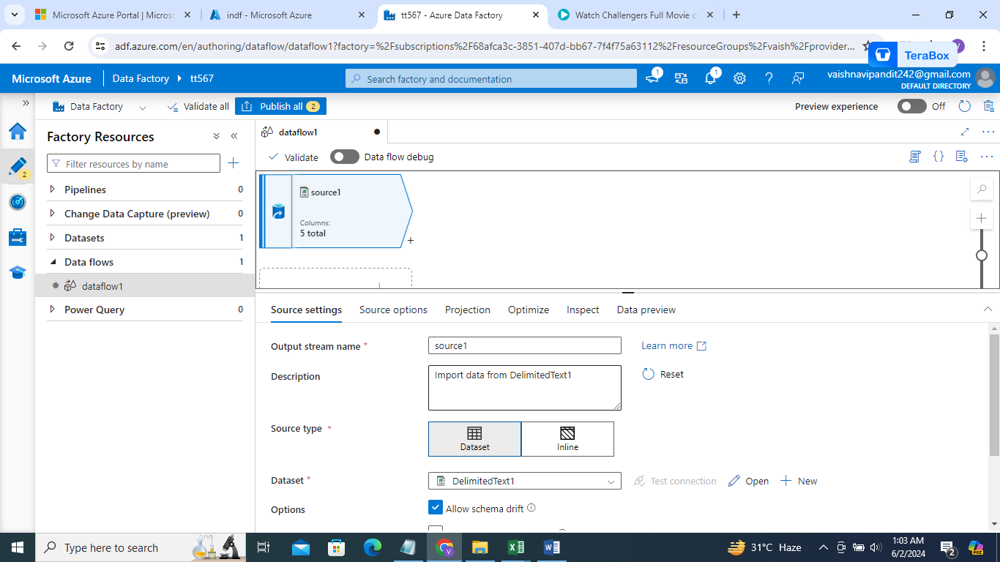 Microsoft Azure Portal | Micros
indf - Microsoft Azure
tt567 - Azure Data Factory
Watch Challengers Full Movie o
adf.azure.com/en/authoring/dataflow/dataflow1?factory=%2Fsubscriptions%2F68afca3c-3851-407d-bb67-7f4f75a63112%2FresourceGroups%2Fvaish%2Fprovider...
TeraBox
Microsoft Azure
Data Factory
tt567
Search factory and documentation
1
1
vaishnavipandit242@gmail.com
DEFAULT DIRECTORY
Data Factory
Validate all
Publish all 2
Preview experience
Off
2
Factory Resources
Filter resources by name
Pipelines 0
Change Data Capture (preview) 0
Datasets 1
Data flows 1
dataflow1
Power Query 0
dataflow1
Validate
Data flow debug
source1
Columns:
5 total
Source settings
Source options
Projection
Optimize
Inspect
Data preview
Output stream name *
source1
Learn more
Description
Import data from DelimitedText1
Reset
Source type *
Dataset
Inline
Dataset *
DelimitedText1
Test connection
Open
New
Options
Allow schema drift
Type here to search
31°C Haze
1:03 AM
6/2/2024
2
PRE